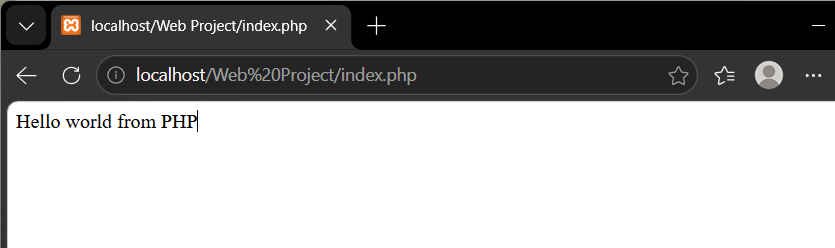 localhost/Web Project/index.php
localhost/Web%20Project/index.php
Hello world from PHP